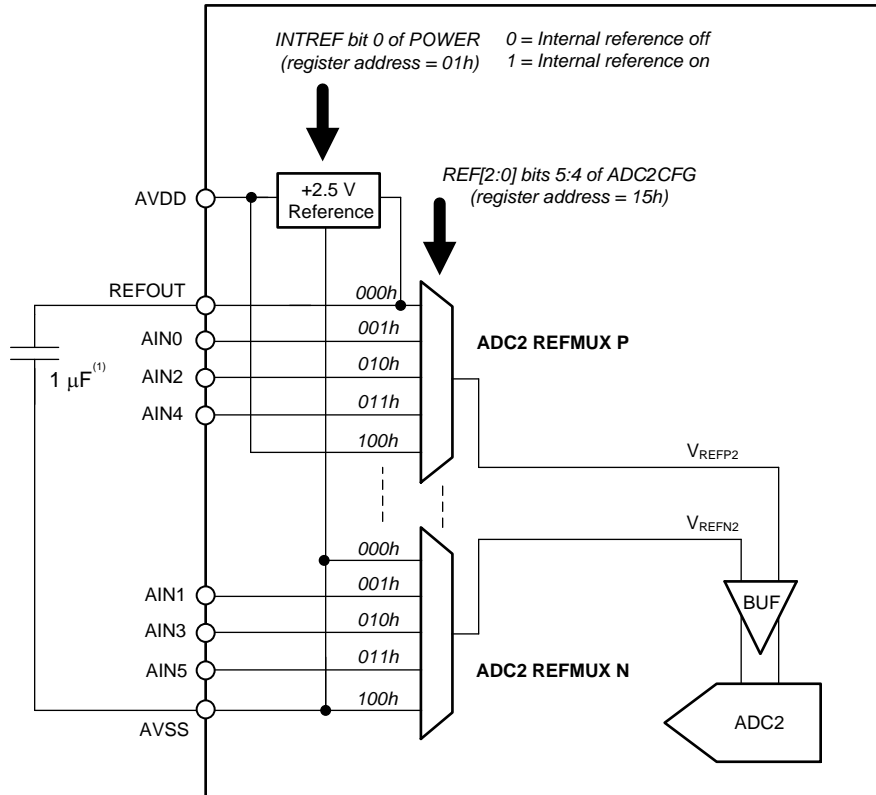 INTREF bit 0 of POWER
(register address = 01h)
0 = Internal reference off
1 = Internal reference on
REF[2:0] bits 5:4 of ADC2CFG
(register address = 15h)
AVDD
+2.5 V
Reference
REFOUT
000h
AIN0
001h
ADC2 REFMUX P
AIN2
010h
1 µF(1)
AIN4
011h
100h
VREFP2
VREFN2
000h
AIN1
001h
BUF
AIN3
010h
AIN5
011h
ADC2 REFMUX N
100h
AVSS
ADC2